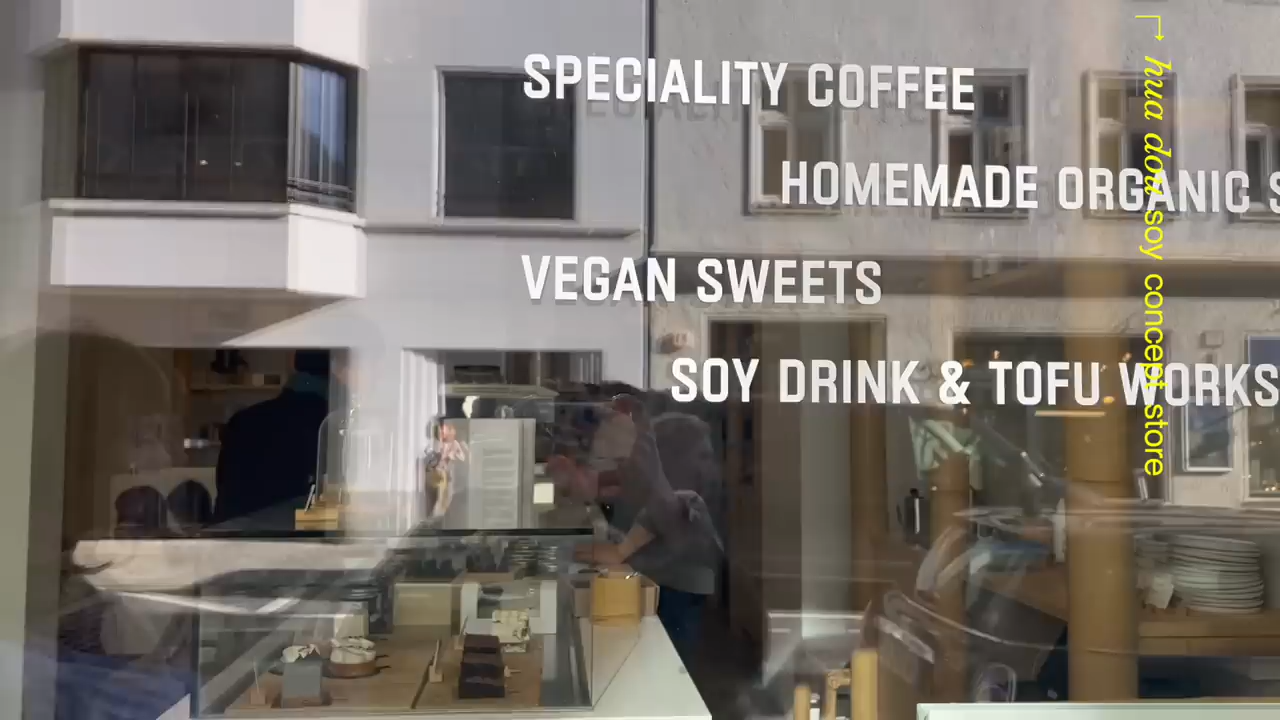 SPECIALITY COFFEE
HOMEMADE ORGANIC
VEGAN SWEETS
SOY DRINK & TOFU WORKS
hua dou soy concept store